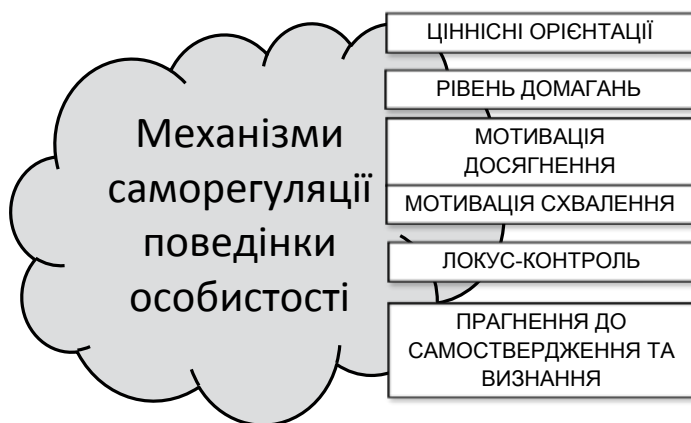 Механізми
саморегуляції
поведінки
особистості
ЦІННІСНІ ОРІЄНТАЦІЇ
РІВЕНЬ ДОМАГАНЬ
МОТИВАЦІЯ
ДОСЯГНЕННЯ
МОТИВАЦІЯ СХВАЛЕННЯ
ЛОКУС-КОНТРОЛЬ
ПРАГНЕННЯ ДО
САМОСТВЕРДЖЕННЯ ТА
ВИЗНАННЯ